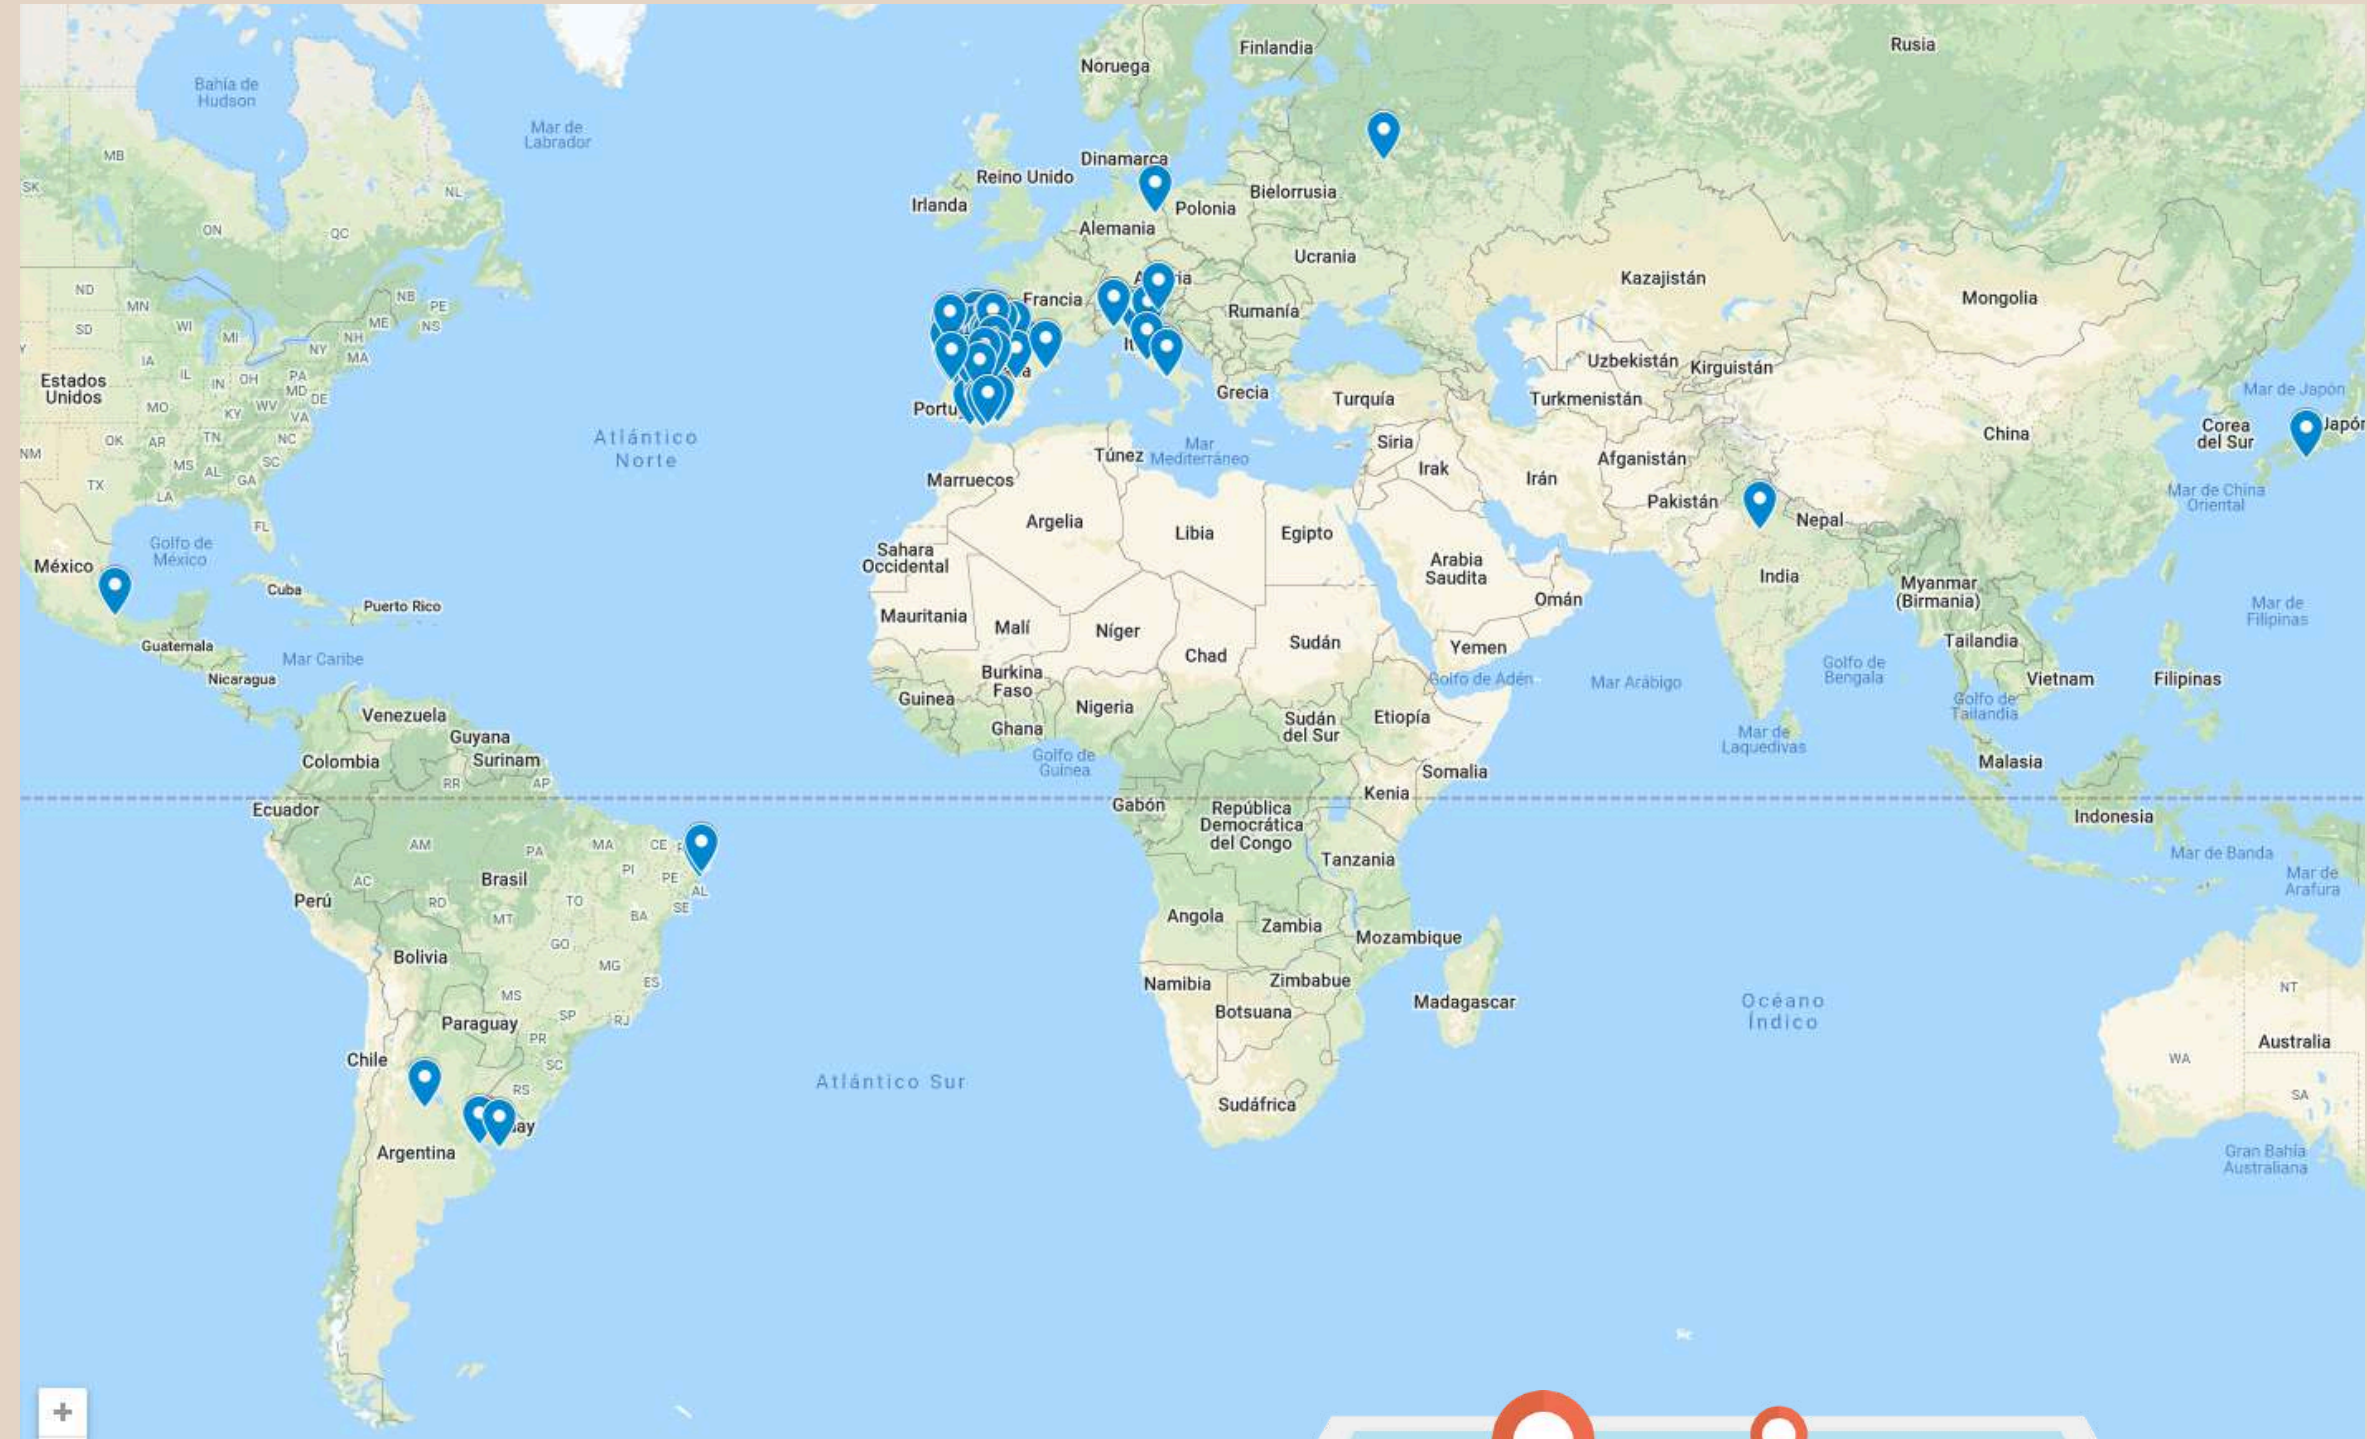 Finlandia
Rusia
Noruega
Bahía de
Hudson
Mar de
Labrador
MB
Dinamarca
Reino Unido
SK
NL
Bielorrusia
Irlanda
Polonia
ON
QC
Alemania
Ucrania
Kazajistán
ND
MN
NB
PE
Francia
Mongolia
Rumanía
SD
WI
MI
ME
NS
NH
NY
MA
IA
Uzbekistán
Kirguistán
Estados
Unidos
IL
IN
OH
PA
MD
DE
Grecia
Turquía
Turkmenistán
Mar de Japón
MO
KY
WV
VA
Portu
Corea
del Sur
Japón
China
OK
AR
TN
NC
Atlántico
Norte
Túnez
Mar
Mediterráneo
Siria
Irak
Afganistán
NM
MS
AL
GA
SC
Marruecos
Irán
TX
LA
Pakistán
Mar de China
Oriental
Nepal
FL
Argelia
Libia
Egipto
Golfo de
México
Sahara
Occidental
Arabia
Saudita
México
India
Myanmar
(Birmania)
Cuba
Puerto Rico
Omán
Mar de
Filipinas
Mauritania
Malí
Níger
Sudán
Guatemala
Mar Caribe
Chad
Yemen
Tailandia
Nicaragua
Burkina
Faso
Golfo de Adén
Mar Arábigo
Golfo de
Bengala
Vietnam
Filipinas
Guinea
Nigeria
Venezuela
Ghana
Sudán
del Sur
Etiopía
Golfo de
Tailandia
Guyana
Surinam
Colombia
Golfo de
Guinea
Mar de
Laquedivas
Malasia
RR
AP
Somalia
Ecuador
Gabón
República
Democrática
del Congo
Kenia
Indonesia
AM
PA
MA
CE
Mar de Banda
PI
Tanzania
AC
Brasil
PE
Mar de
Arafura
Perú
RO
TO
AL
MT
BA
SE
Angola
Zambia
Mozambique
Bolivia
GO
MG
Namibia
Zimbabue
ES
NT
MS
Botsuana
Madagascar
Océano
Índico
Paraguay
SP
RJ
PR
Australia
Chile
SC
WA
Atlántico Sur
RS
SA
Sudáfrica
ay
Argentina
Gran Bahía
Australiana
+